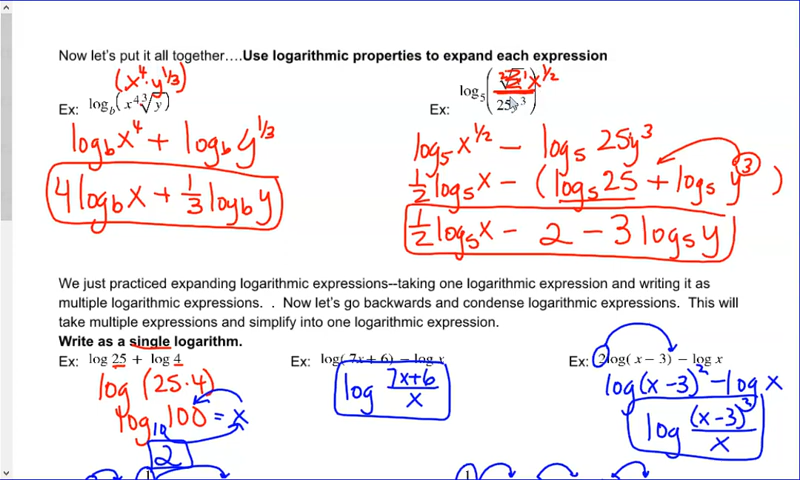 Now let's put it all together....Use logarithmic properties to expand each expression
(x⁴ · y^1/3)
Ex: log_b(x⁴ ∛y)
log_b x⁴ + log_b y^1/3
4 log_b x + 1/3 log_b y
x^1/2
Ex: log₅(√x / 25y³)
log₅ x^1/2 − log₅ 25y³
1/2 log₅ x − (log₅ 25 + log₅ y³)
1/2 log₅ x − 2 − 3 log₅ y
We just practiced expanding logarithmic expressions--taking one logarithmic expression and writing it as
multiple logarithmic expressions. . Now let's go backwards and condense logarithmic expressions. This will
take multiple expressions and simplify into one logarithmic expression.
Write as a single logarithm.
Ex: log 25 + log 4
log (25·4)
log₁₀ 100 = x
2
Ex: log(7x + 6) − log x
log (7x+6)/x
Ex: 2log(x − 3) − log x
log(x − 3)² − log x
log (x−3)²/x